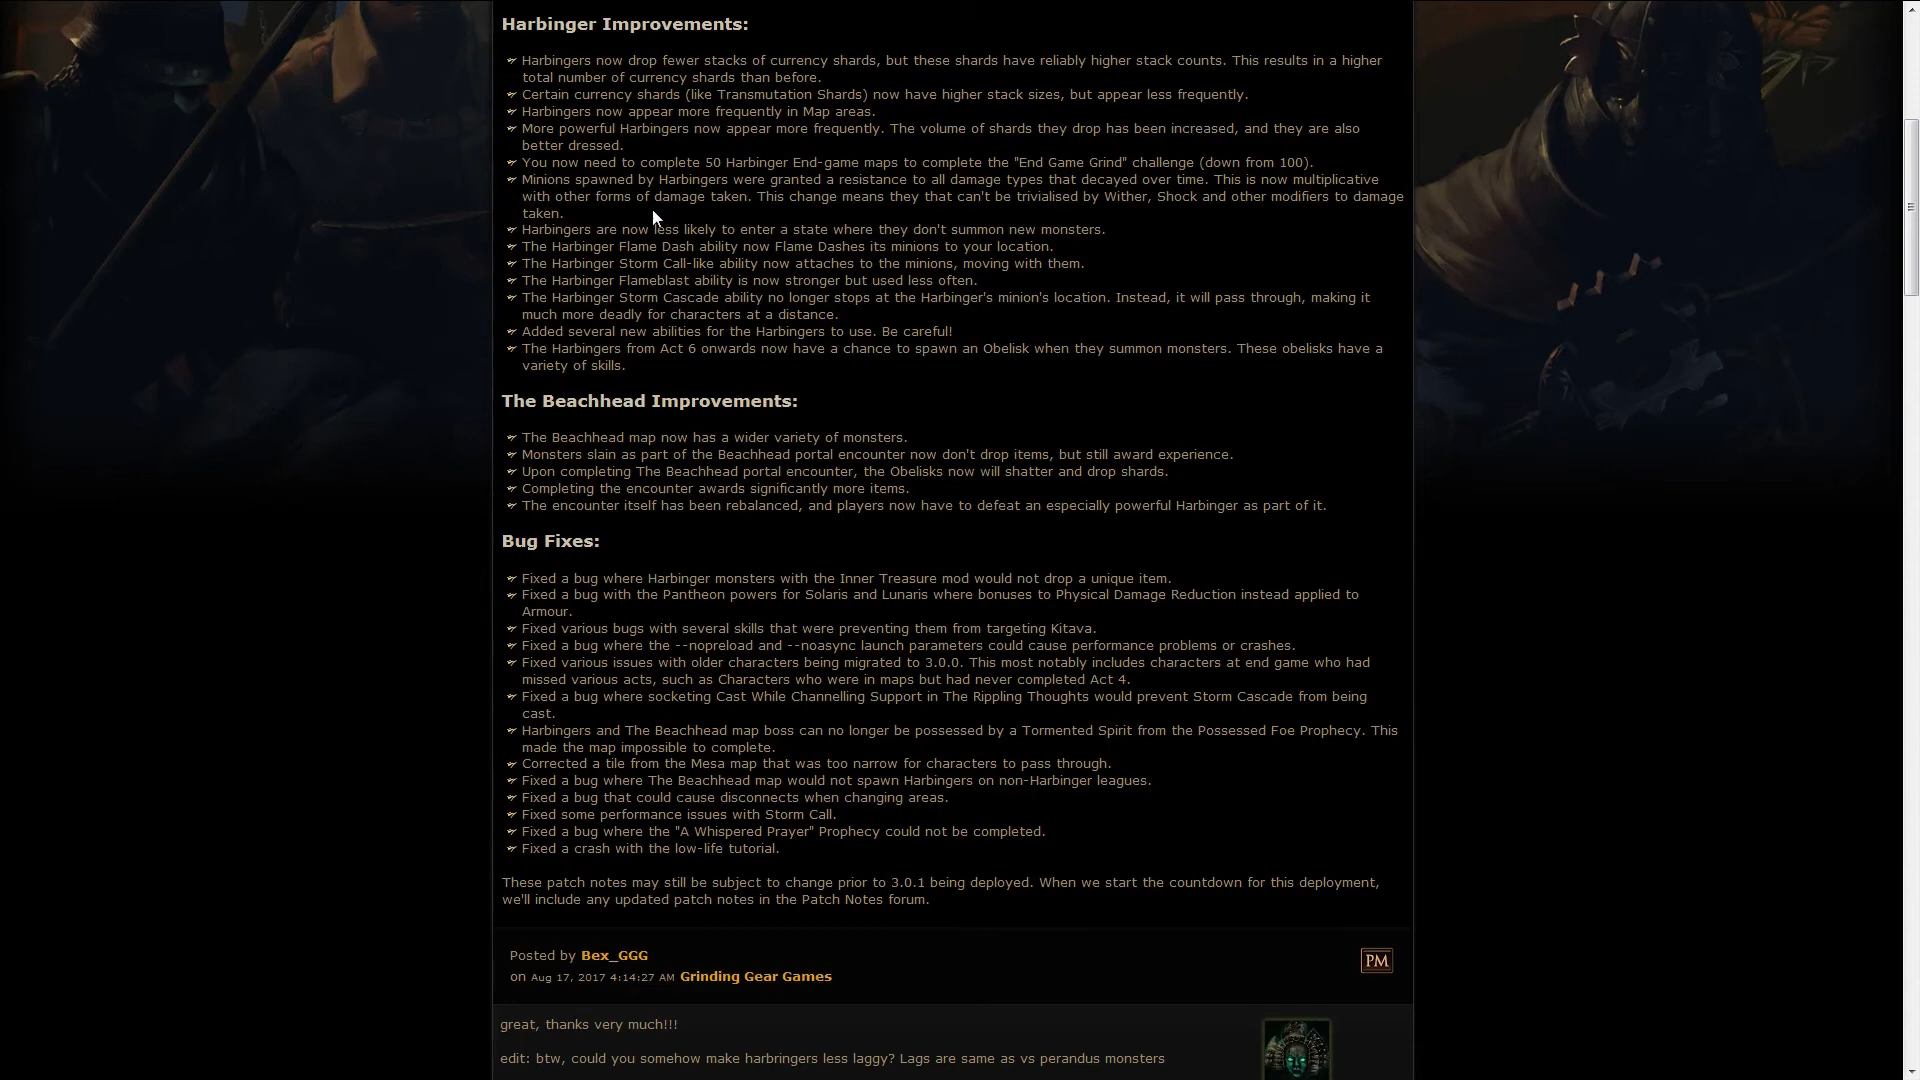 Harbinger Improvements:
Harbingers now drop fewer stacks of currency shards, but these shards have reliably higher stack counts. This results in a higher
total number of currency shards than before.
Certain currency shards (like Transmutation Shards) now have higher stack sizes, but appear less frequently.
Harbingers now appear more frequently in Map areas.
More powerful Harbingers now appear more frequently. The volume of shards they drop has been increased, and they are also
better dressed.
You now need to complete 50 Harbinger End-game maps to complete the "End Game Grind" challenge (down from 100).
Minions spawned by Harbingers were granted a resistance to all damage types that decayed over time. This is now multiplicative
with other forms of damage taken. This change means they that can't be trivialised by Wither, Shock and other modifiers to damage
taken.
Harbingers are now less likely to enter a state where they don't summon new monsters.
The Harbinger Flame Dash ability now Flame Dashes its minions to your location.
The Harbinger Storm Call-like ability now attaches to the minions, moving with them.
The Harbinger Flameblast ability is now stronger but used less often.
The Harbinger Storm Cascade ability no longer stops at the Harbinger's minion's location. Instead, it will pass through, making it
much more deadly for characters at a distance.
Added several new abilities for the Harbingers to use. Be careful!
The Harbingers from Act 6 onwards now have a chance to spawn an Obelisk when they summon monsters. These obelisks have a
variety of skills.
The Beachhead Improvements:
The Beachhead map now has a wider variety of monsters.
Monsters slain as part of the Beachhead portal encounter now don't drop items, but still award experience.
Upon completing The Beachhead portal encounter, the Obelisks now will shatter and drop shards.
Completing the encounter awards significantly more items.
The encounter itself has been rebalanced, and players now have to defeat an especially powerful Harbinger as part of it.
Bug Fixes:
Fixed a bug where Harbinger monsters with the Inner Treasure mod would not drop a unique item.
Fixed a bug with the Pantheon powers for Solaris and Lunaris where bonuses to Physical Damage Reduction instead applied to
Armour.
Fixed various bugs with several skills that were preventing them from targeting Kitava.
Fixed a bug where the --nopreload and --noasync launch parameters could cause performance problems or crashes.
Fixed various issues with older characters being migrated to 3.0.0. This most notably includes characters at end game who had
missed various acts, such as Characters who were in maps but had never completed Act 4.
Fixed a bug where socketing Cast While Channelling Support in The Rippling Thoughts would prevent Storm Cascade from being
cast.
Harbingers and The Beachhead map boss can no longer be possessed by a Tormented Spirit from the Possessed Foe Prophecy. This
made the map impossible to complete.
Corrected a tile from the Mesa map that was too narrow for characters to pass through.
Fixed a bug where The Beachhead map would not spawn Harbingers on non-Harbinger leagues.
Fixed a bug that could cause disconnects when changing areas.
Fixed some performance issues with Storm Call.
Fixed a bug where the "A Whispered Prayer" Prophecy could not be completed.
Fixed a crash with the low-life tutorial.
These patch notes may still be subject to change prior to 3.0.1 being deployed. When we start the countdown for this deployment,
we'll include any updated patch notes in the Patch Notes forum.
Posted by Bex_GGG
PM
on Aug 17, 2017 4:14:27 AM Grinding Gear Games
great, thanks very much!!!
edit: btw, could you somehow make harbringers less laggy? Lags are same as vs perandus monsters